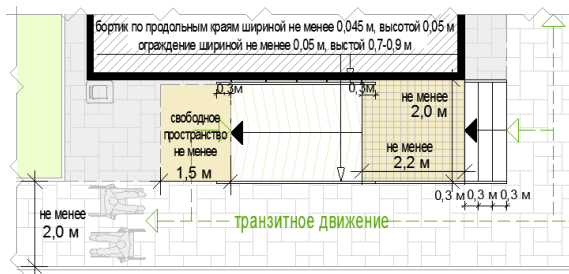 бортик по продольным краям шириной не менее 0,045 м, высотой 0,05 м
ограждение шириной не менее 0,05 м, выстой 0,7-0,9 м
0,3м
0,3м
свободное
пространство
не менее
1,5 м
не менее
2,0 м
не менее
2,2 м
0,3 м
0,3 м
0,3 м
не менее
2,0 м
транзитное движение